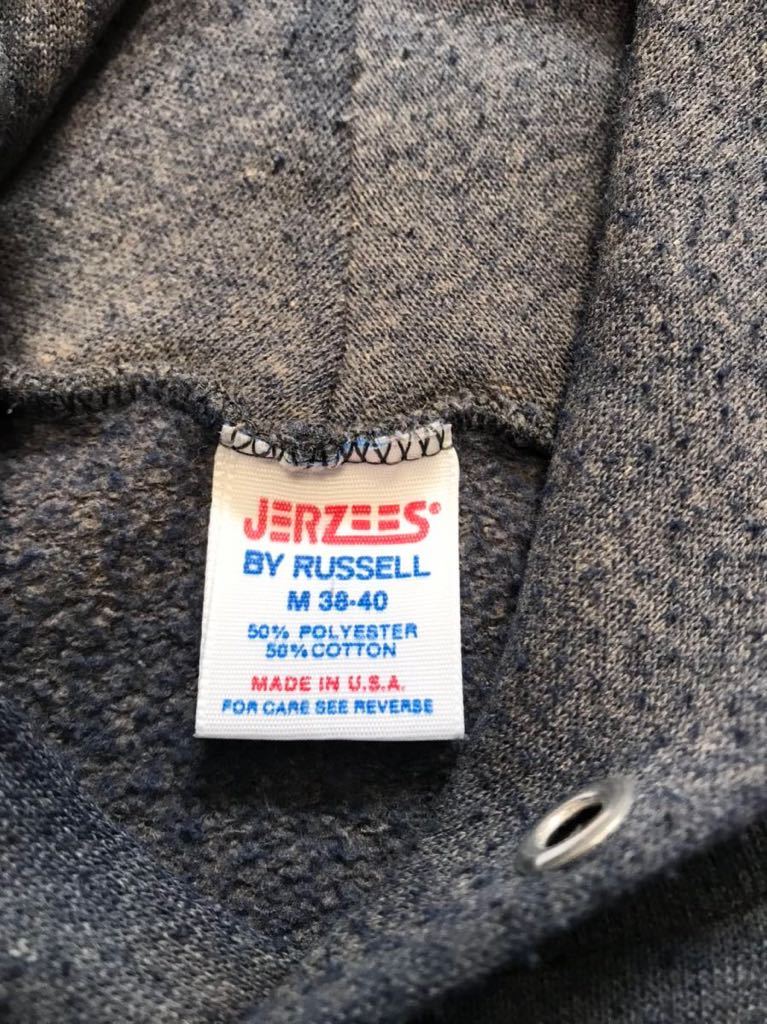 JERZEES®
BY RUSSELL
M 38-40
50% POLYESTER
50% COTTON
MADE IN U.S.A.
FOR CARE SEE REVERSE